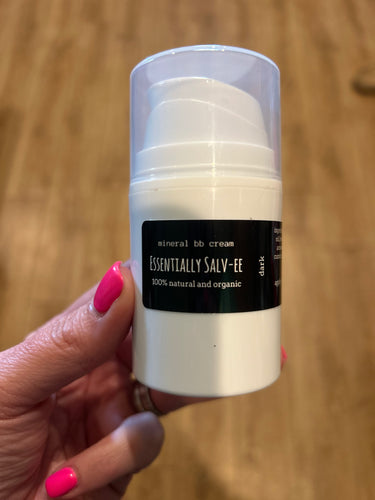 mineral bb cream
ESSENTIALLY SALV-EE
100% natural and organic
dark